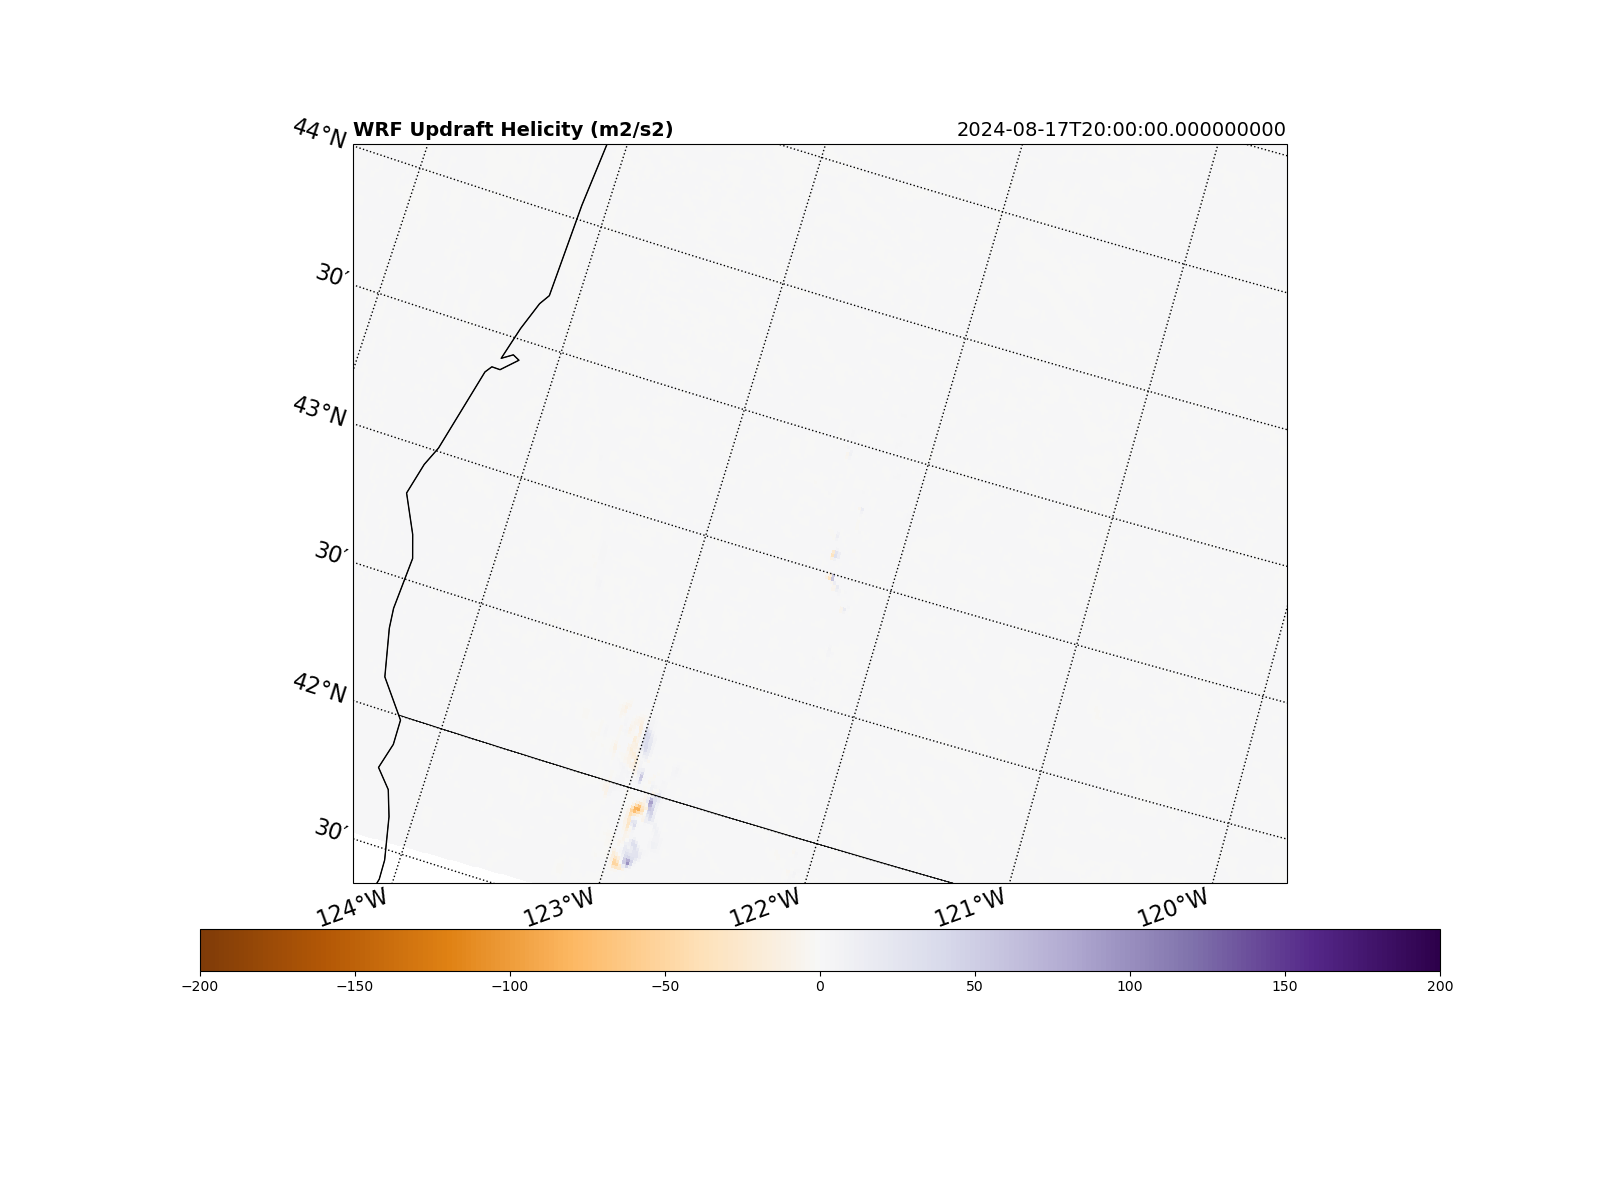 WRF Updraft Helicity (m2/s2) 2024-08-17T20:00:00.000000000
44°N
30′
43°N
30′
42°N
30′
124°W 123°W 122°W 121°W 120°W
−200 −150 −100 −50 0 50 100 150 200